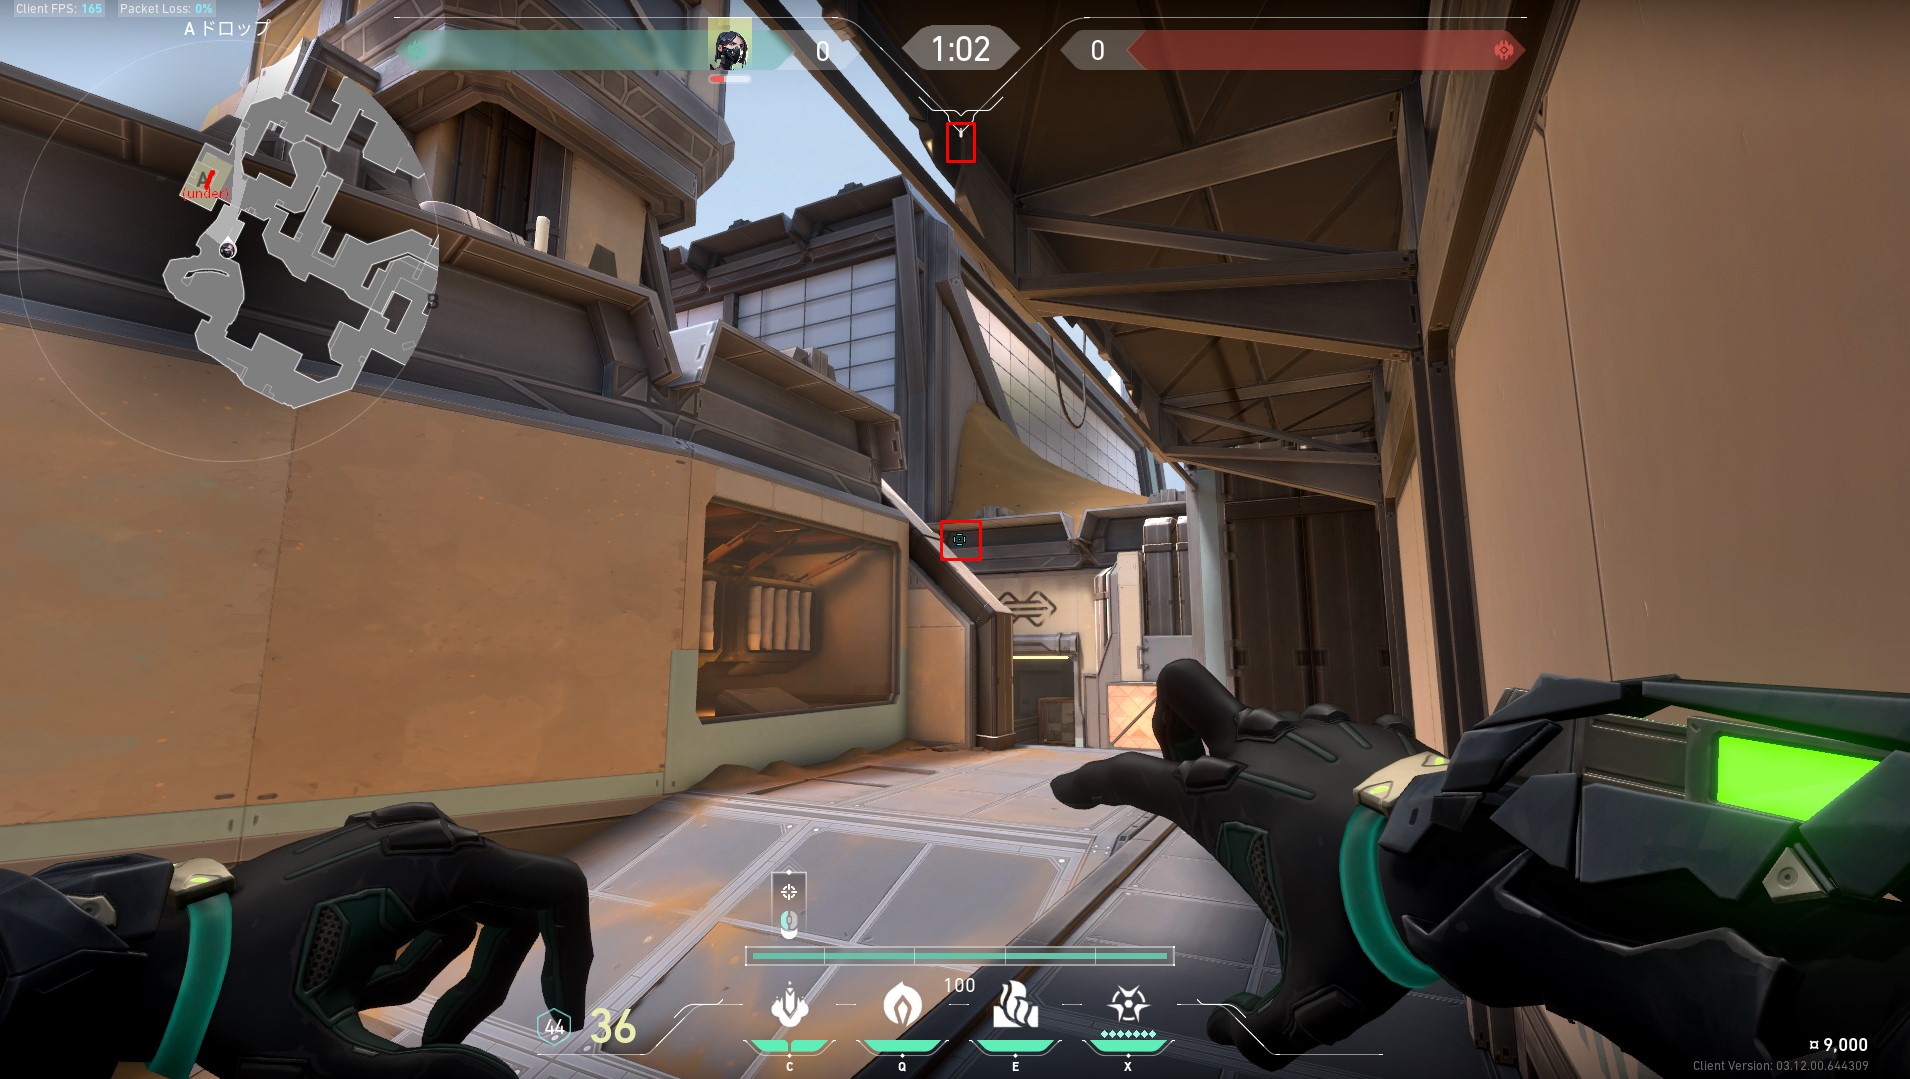 Client FPS: 165 Packet Loss: 0%
A ドロップ
0 1:02 0
A
(under)
B
100
44 36
C Q E X
¤ 9,000
Client Version: 03.12.00.644309